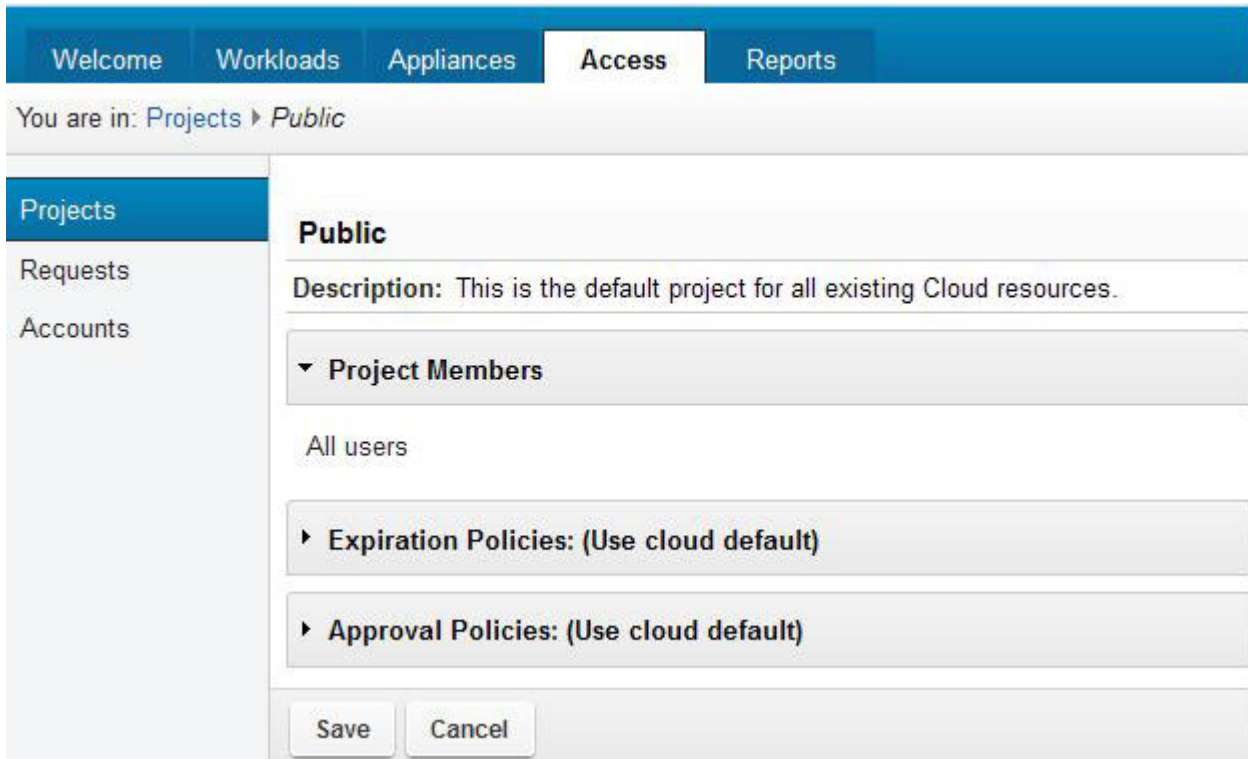 Welcome Workloads Appliances Access Reports
You are in: Projects Public
Projects
Requests
Accounts
Public
Description: This is the default project for all existing Cloud resources.
Project Members
All users
Expiration Policies: (Use cloud default)
Approval Policies: (Use cloud default)
Save Cancel